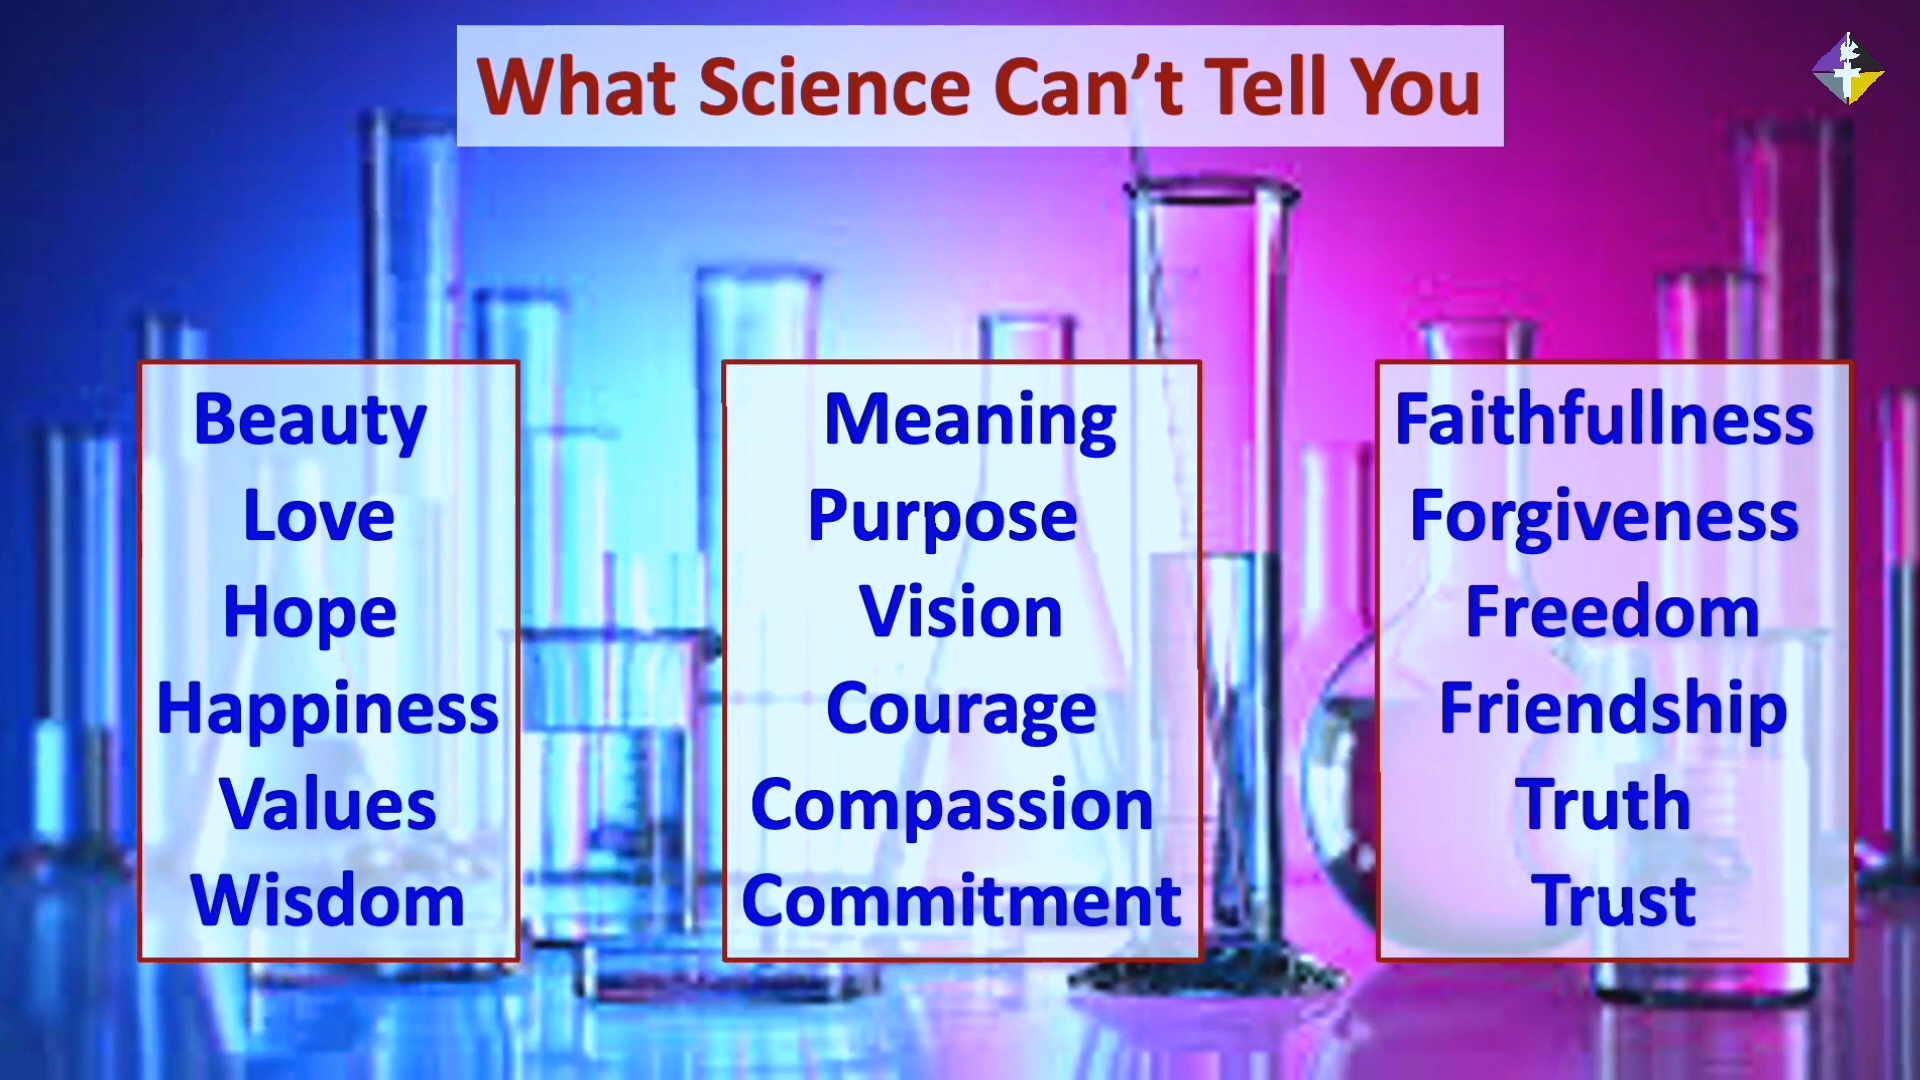 What Science Can’t Tell You
Beauty
Love
Hope
Happiness
Values
Wisdom
Meaning
Purpose
Vision
Courage
Compassion
Commitment
Faithfullness
Forgiveness
Freedom
Friendship
Truth
Trust